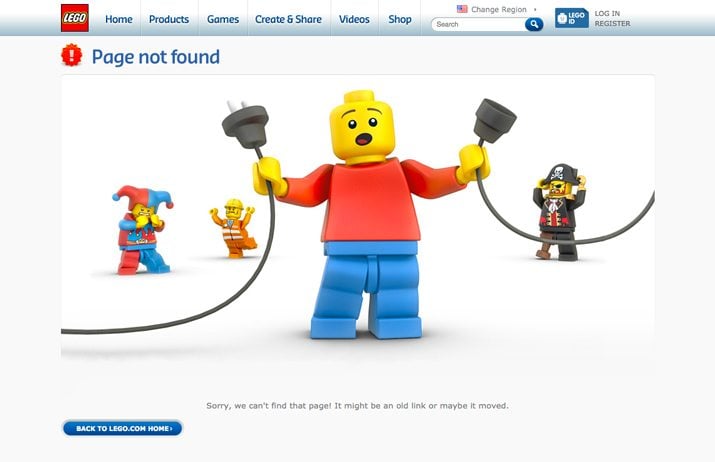 LEGO
Home Products Games Create & Share Videos Shop
Change Region
Search
LEGO ID
LOG IN
REGISTER
! Page not found
Sorry, we can't find that page! It might be an old link or maybe it moved.
BACK TO LEGO.COM HOME